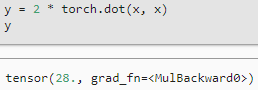 y = 2 * torch.dot(x, x)
y
tensor(28., grad_fn=<MulBackward0>)